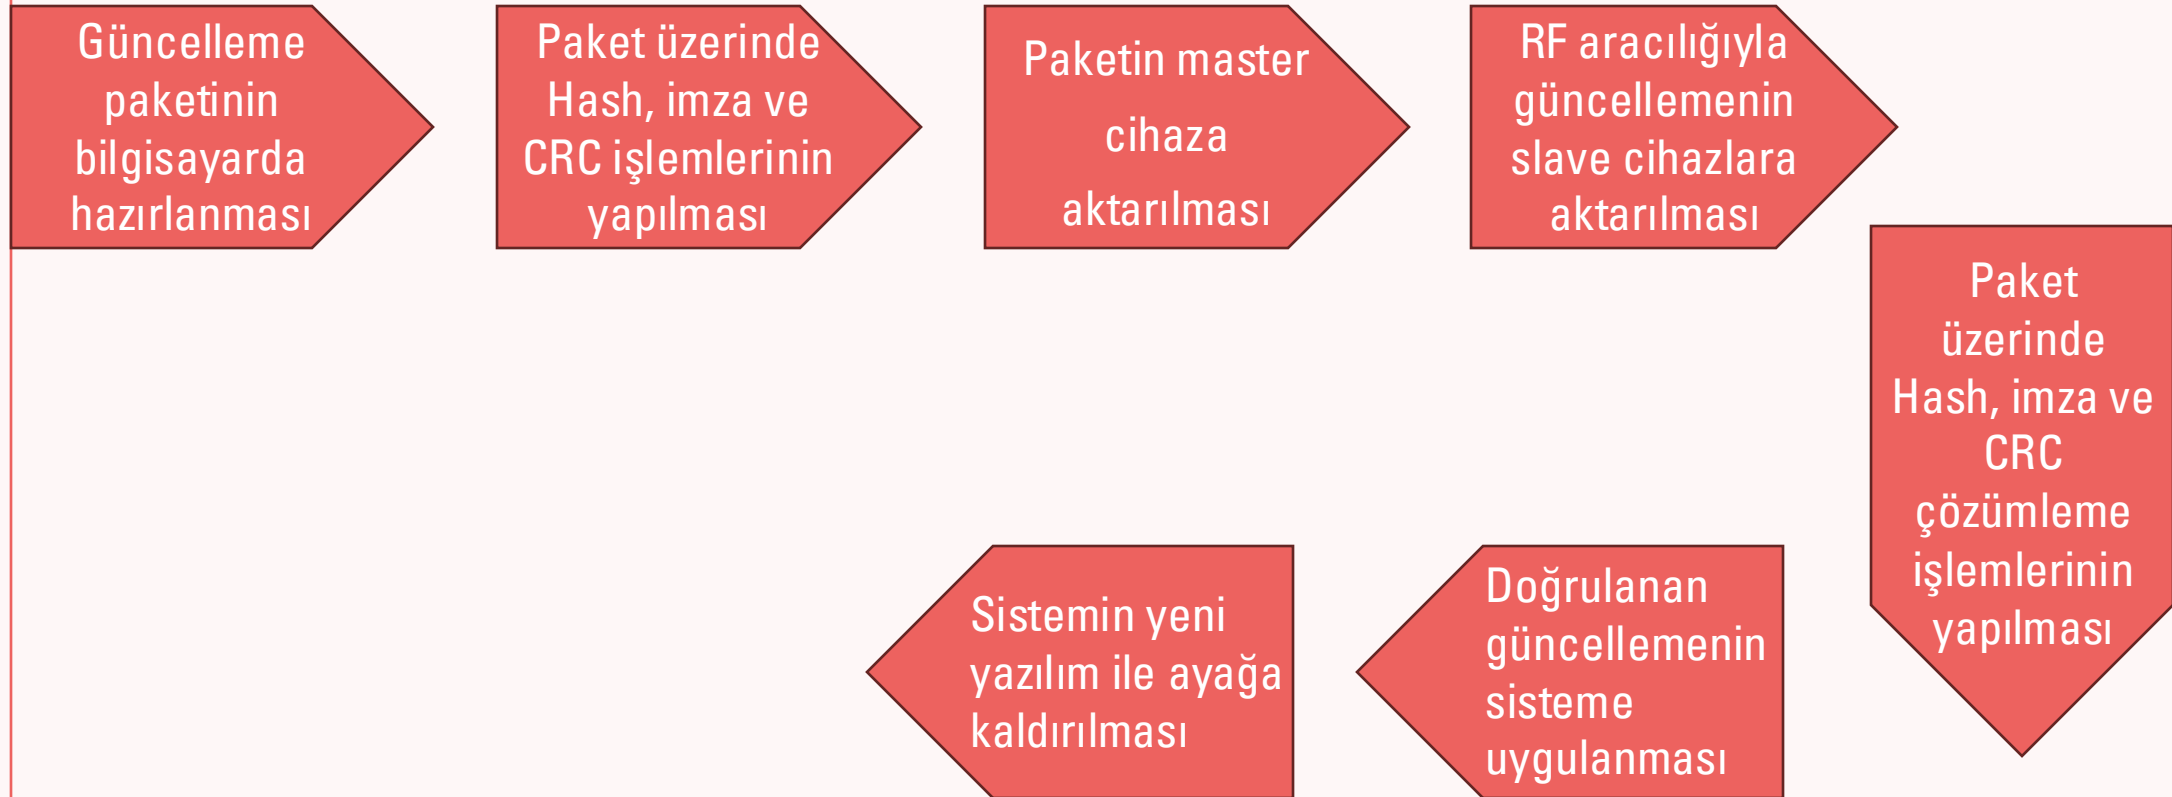 Güncelleme
paketinin
bilgisayarda
hazırlanması
Paket üzerinde
Hash, imza ve
CRC işlemlerinin
yapılması
Paketin master
cihaza
aktarılması
RF aracılığıyla
güncellemenin
slave cihazlara
aktarılması
Paket
üzerinde
Hash, imza ve
CRC
çözümleme
işlemlerinin
yapılması
Doğrulanan
güncellemenin
sisteme
uygulanması
Sistemin yeni
yazılım ile ayağa
kaldırılması